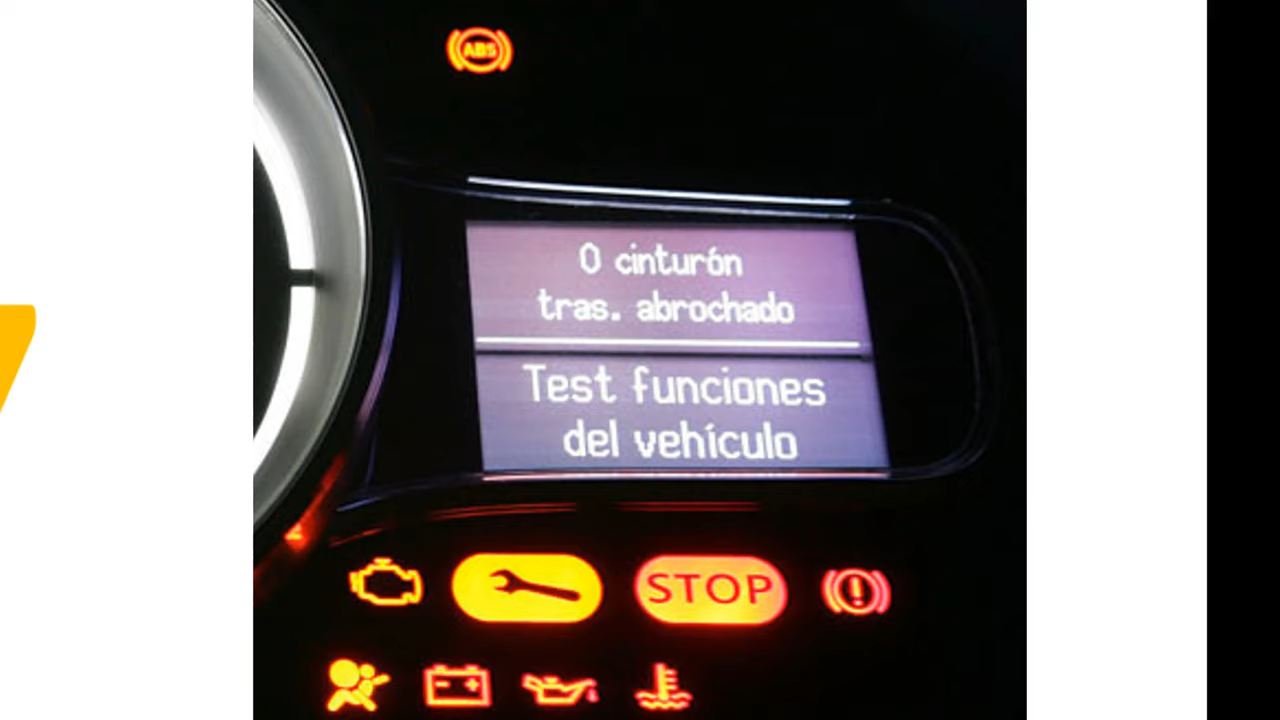 ABS
0 cinturón
tras. abrochado
Test funciones
del vehículo
STOP